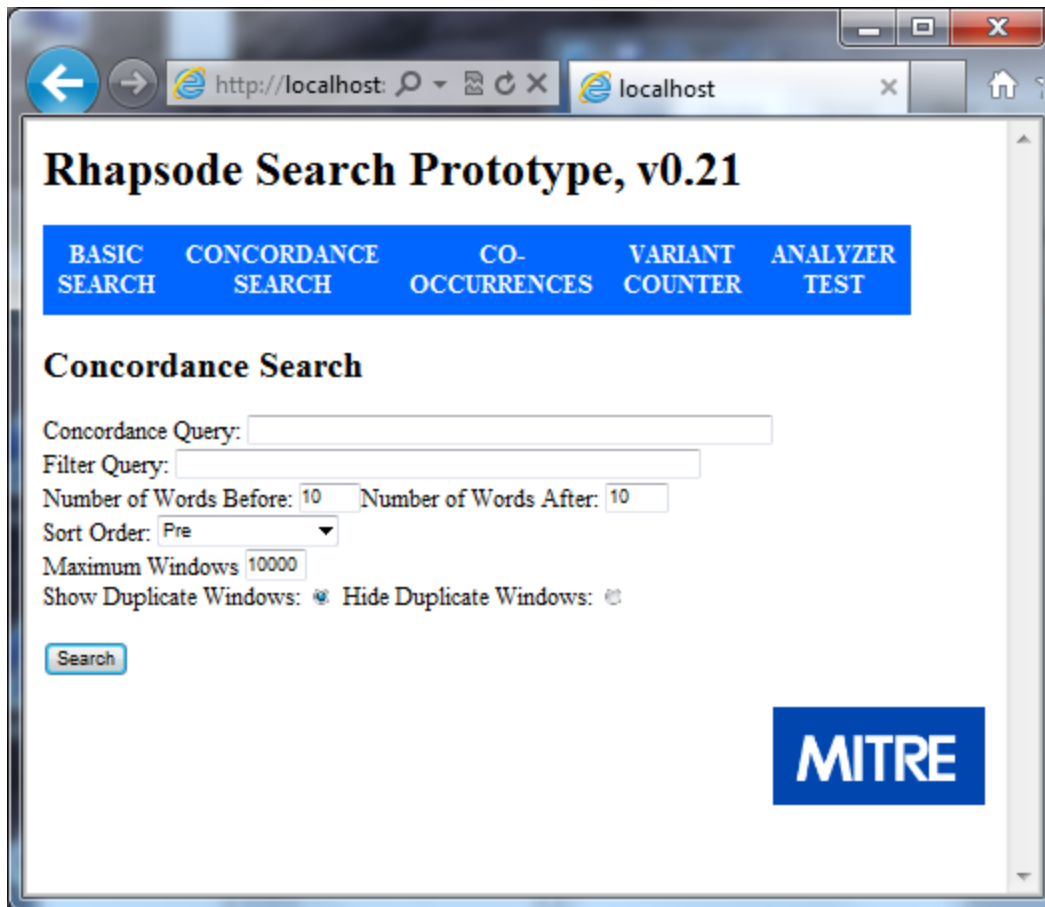 http://localhost:
localhost
Rhapsode Search Prototype, v0.21
BASIC SEARCH
CONCORDANCE SEARCH
CO-OCCURRENCES
VARIANT COUNTER
ANALYZER TEST
Concordance Search
Concordance Query:
Filter Query:
Number of Words Before: 10 Number of Words After: 10
Sort Order: Pre
Maximum Windows 10000
Show Duplicate Windows: Hide Duplicate Windows:
Search
MITRE